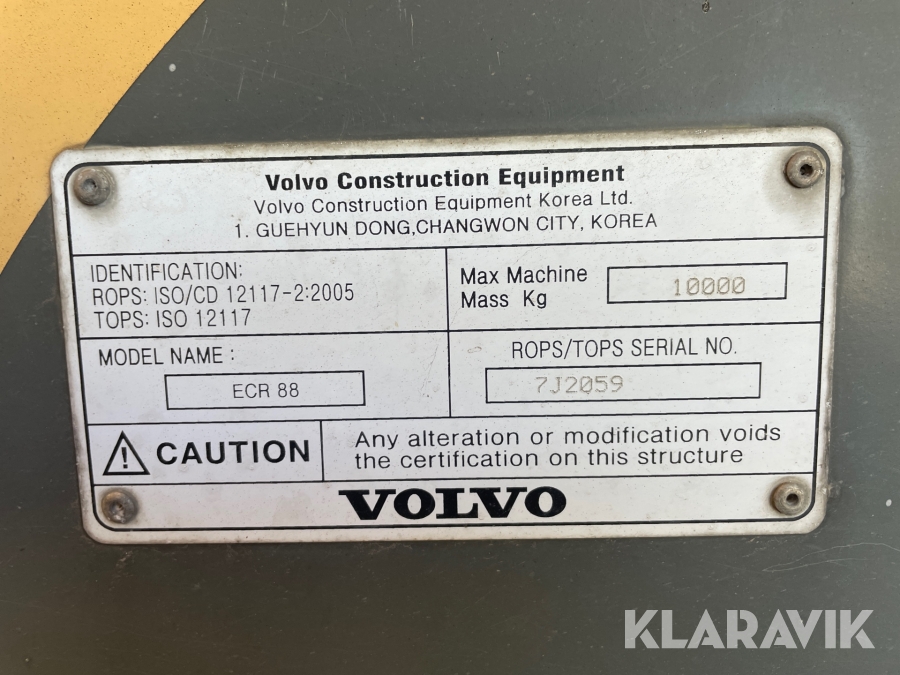 Volvo Construction Equipment
Volvo Construction Equipment Korea Ltd.
1. GUEHYUN DONG,CHANGWON CITY, KOREA
IDENTIFICATION:
ROPS: ISO/CD 12117-2:2005
TOPS: ISO 12117
Max Machine
Mass Kg
10000
MODEL NAME :
ECR 88
ROPS/TOPS SERIAL NO.
7J2059
CAUTION
Any alteration or modification voids
the certification on this structure
VOLVO
KLARAVIK